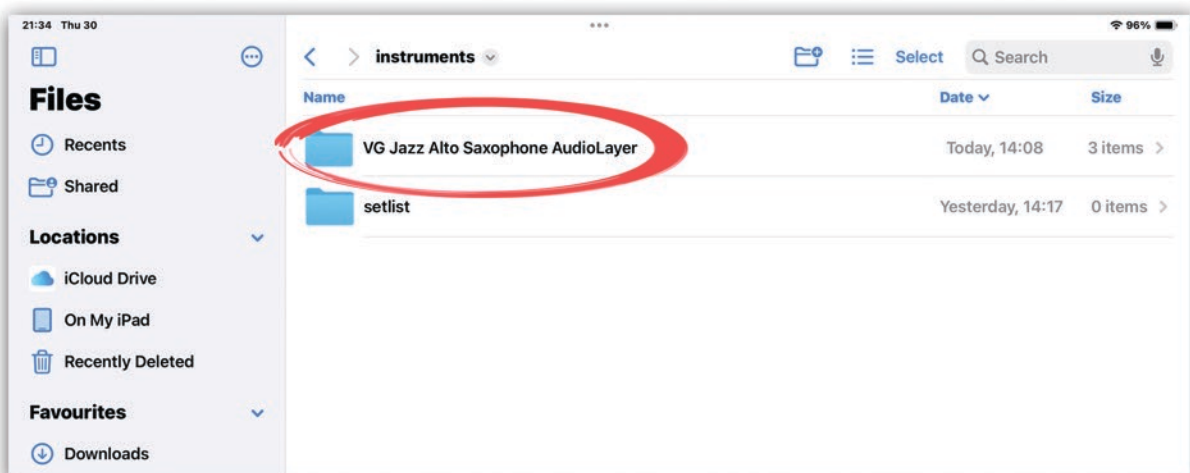 21:34 Thu 30
96%
instruments
Select
Search
Files
Name
Date
Size
Recents
VG Jazz Alto Saxophone AudioLayer
Today, 14:08
3 items
Shared
setlist
Yesterday, 14:17
0 items
Locations
iCloud Drive
On My iPad
Recently Deleted
Favourites
Downloads